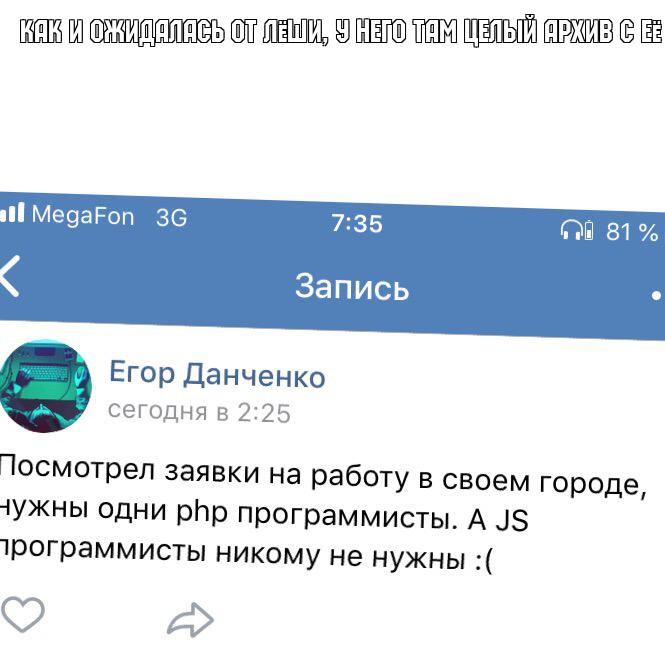 КАК И ОЖИДАЛАСЬ ОТ ЛЁШИ, У НЕГО ТАМ ЦЕЛЫЙ АРХИВ С ЕЁ
MegaFon 3G 7:35 81 %
Запись
Егор Данченко
сегодня в 2:25
Посмотрел заявки на работу в своем городе,
нужны одни php программисты. А JS
программисты никому не нужны :(